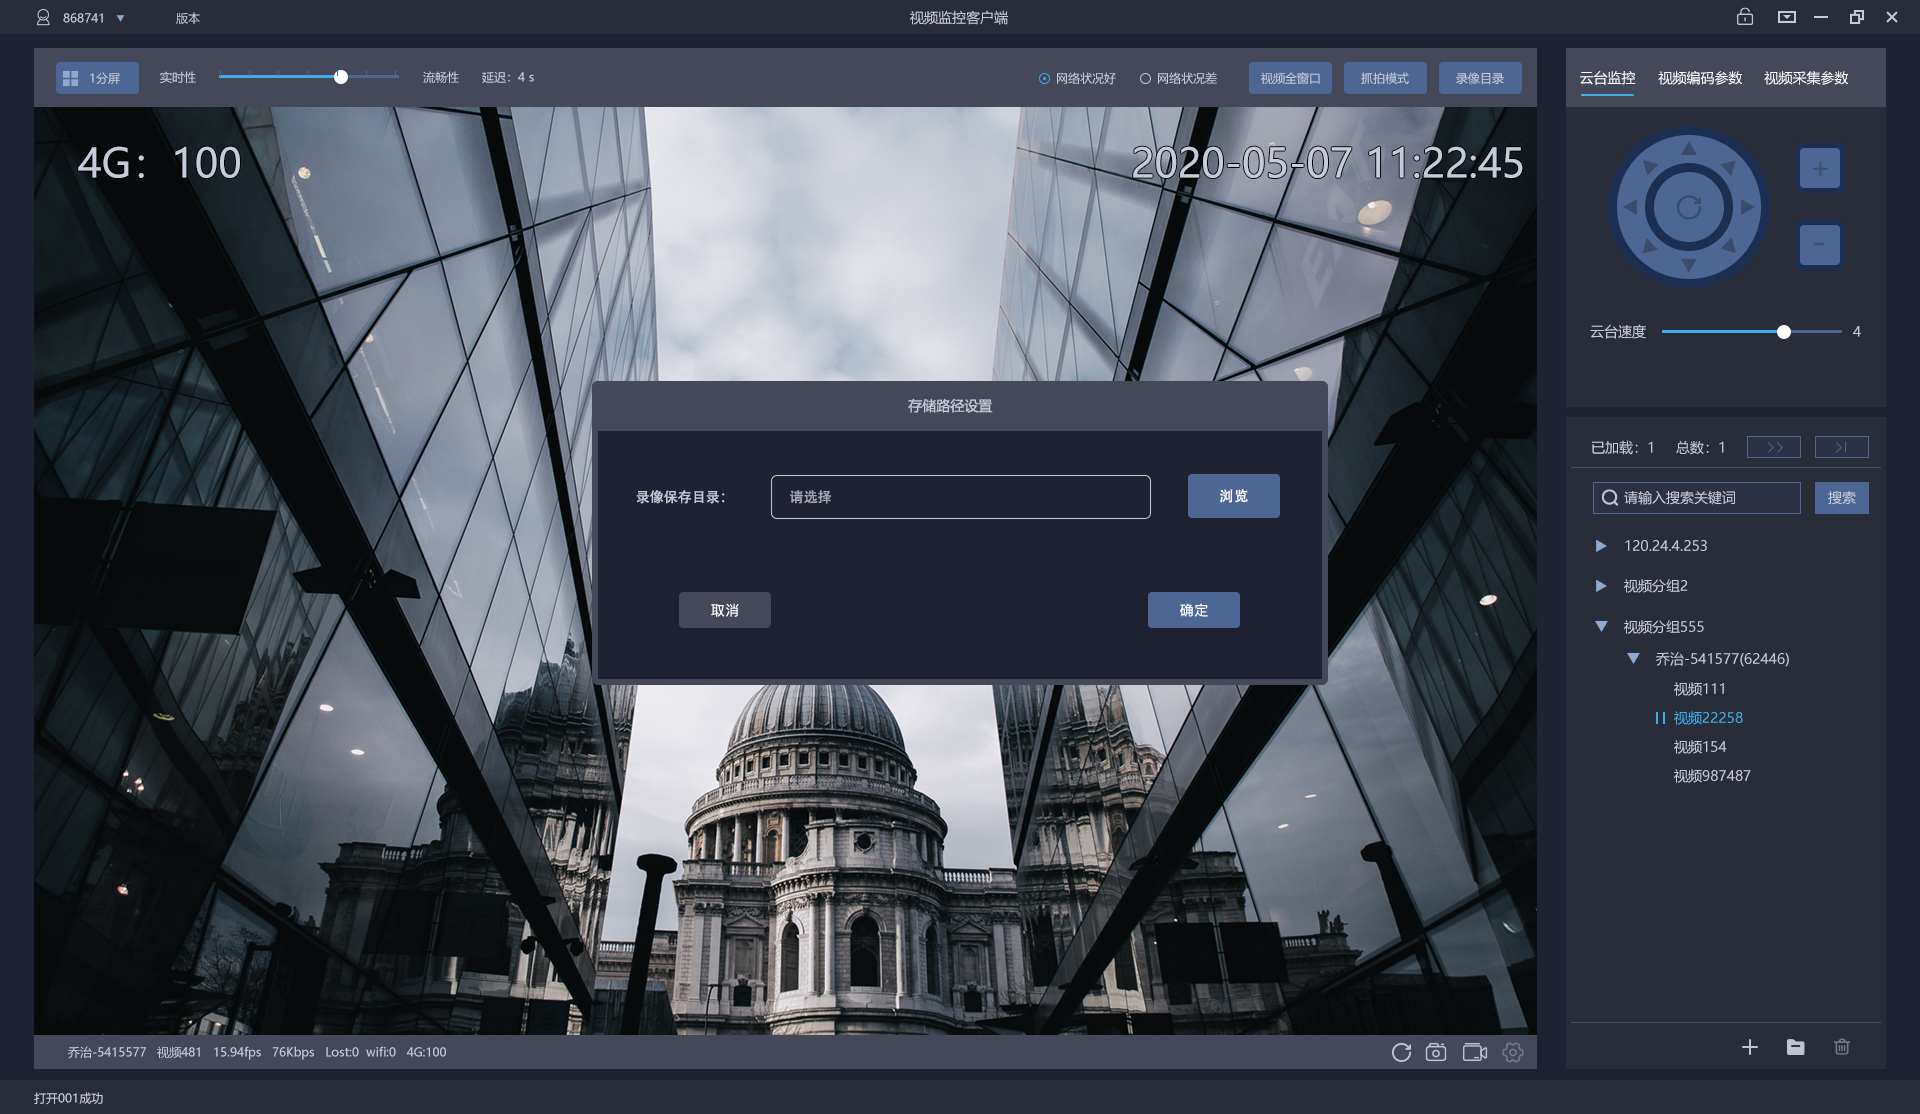 868741
版本
视频监控客户端
1分屏
实时性
流畅性
延迟：4 s
网络状况好
网络状况差
视频全窗口
抓拍模式
录像目录
云台监控
视频编码参数
视频采集参数
4G：100
2020-05-07 11:22:45
云台速度
4
存储路径设置
录像保存目录：
请选择
浏览
取消
确定
已加载：1
总数：1
请输入搜索关键词
搜索
120.24.4.253
视频分组2
视频分组555
乔治-541577(62446)
视频111
视频22258
视频154
视频987487
乔治-5415577 视频481 15.94fps 76Kbps Lost:0 wifi:0 4G:100
打开001成功